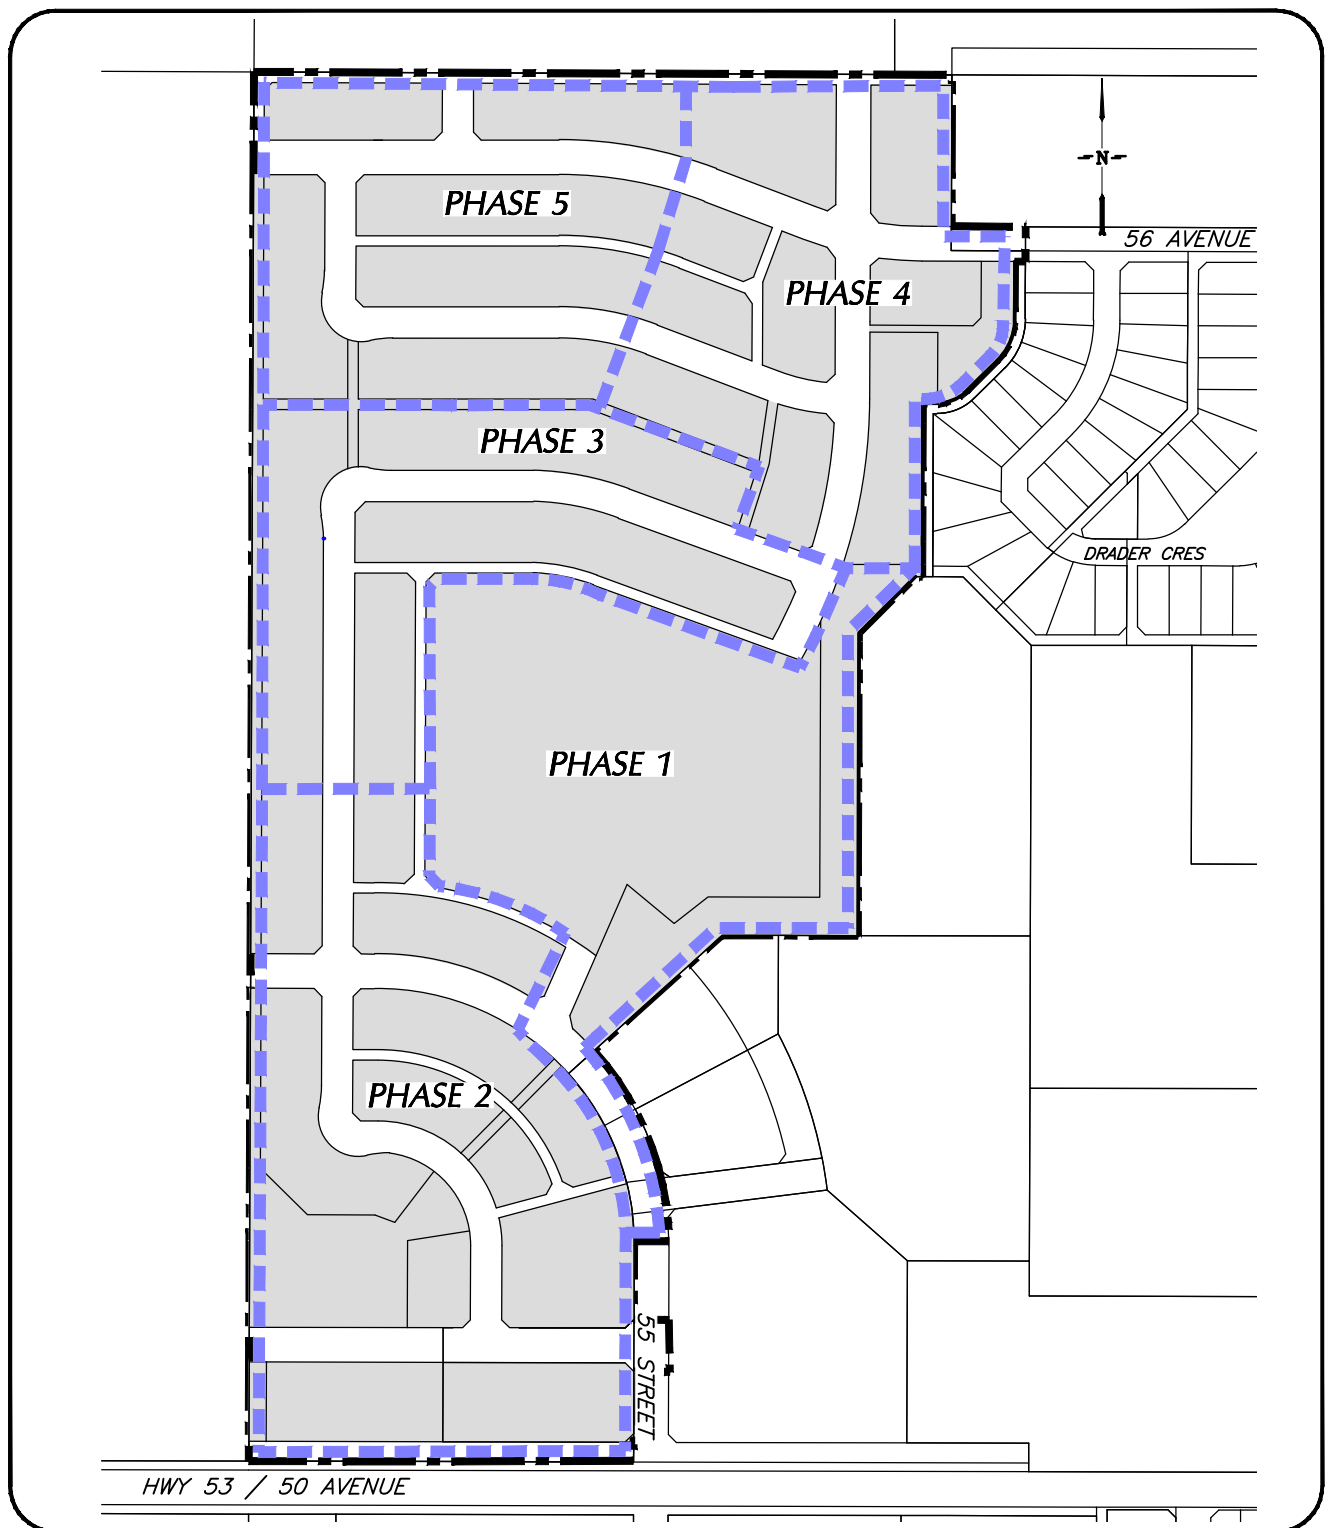 N
PHASE 5
56 AVENUE
PHASE 4
PHASE 3
DRADER CRES
PHASE 1
PHASE 2
55 STREET
HWY 53 / 50 AVENUE